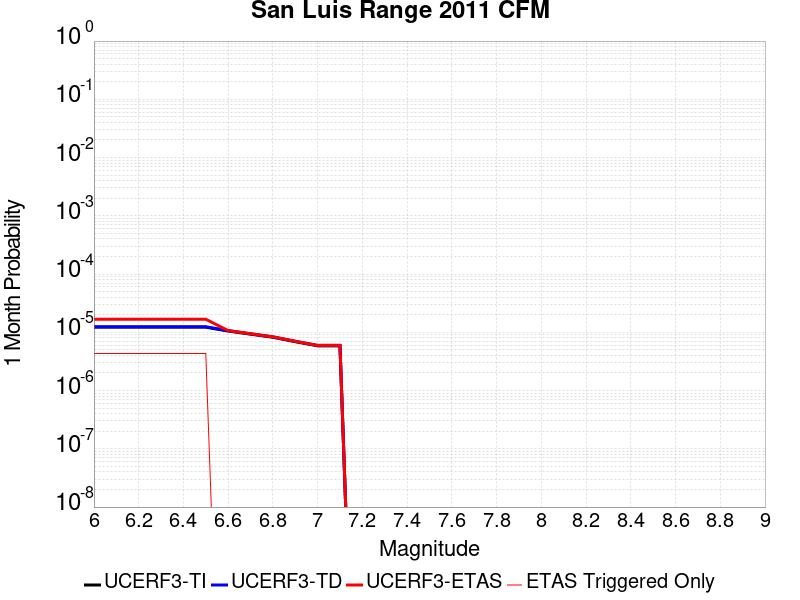 San Luis Range 2011 CFM
1 Month Probability
10^0
10^-1
10^-2
10^-3
10^-4
10^-5
10^-6
10^-7
10^-8
6 6.2 6.4 6.6 6.8 7 7.2 7.4 7.6 7.8 8 8.2 8.4 8.6 8.8 9
Magnitude
UCERF3-TI UCERF3-TD UCERF3-ETAS ETAS Triggered Only